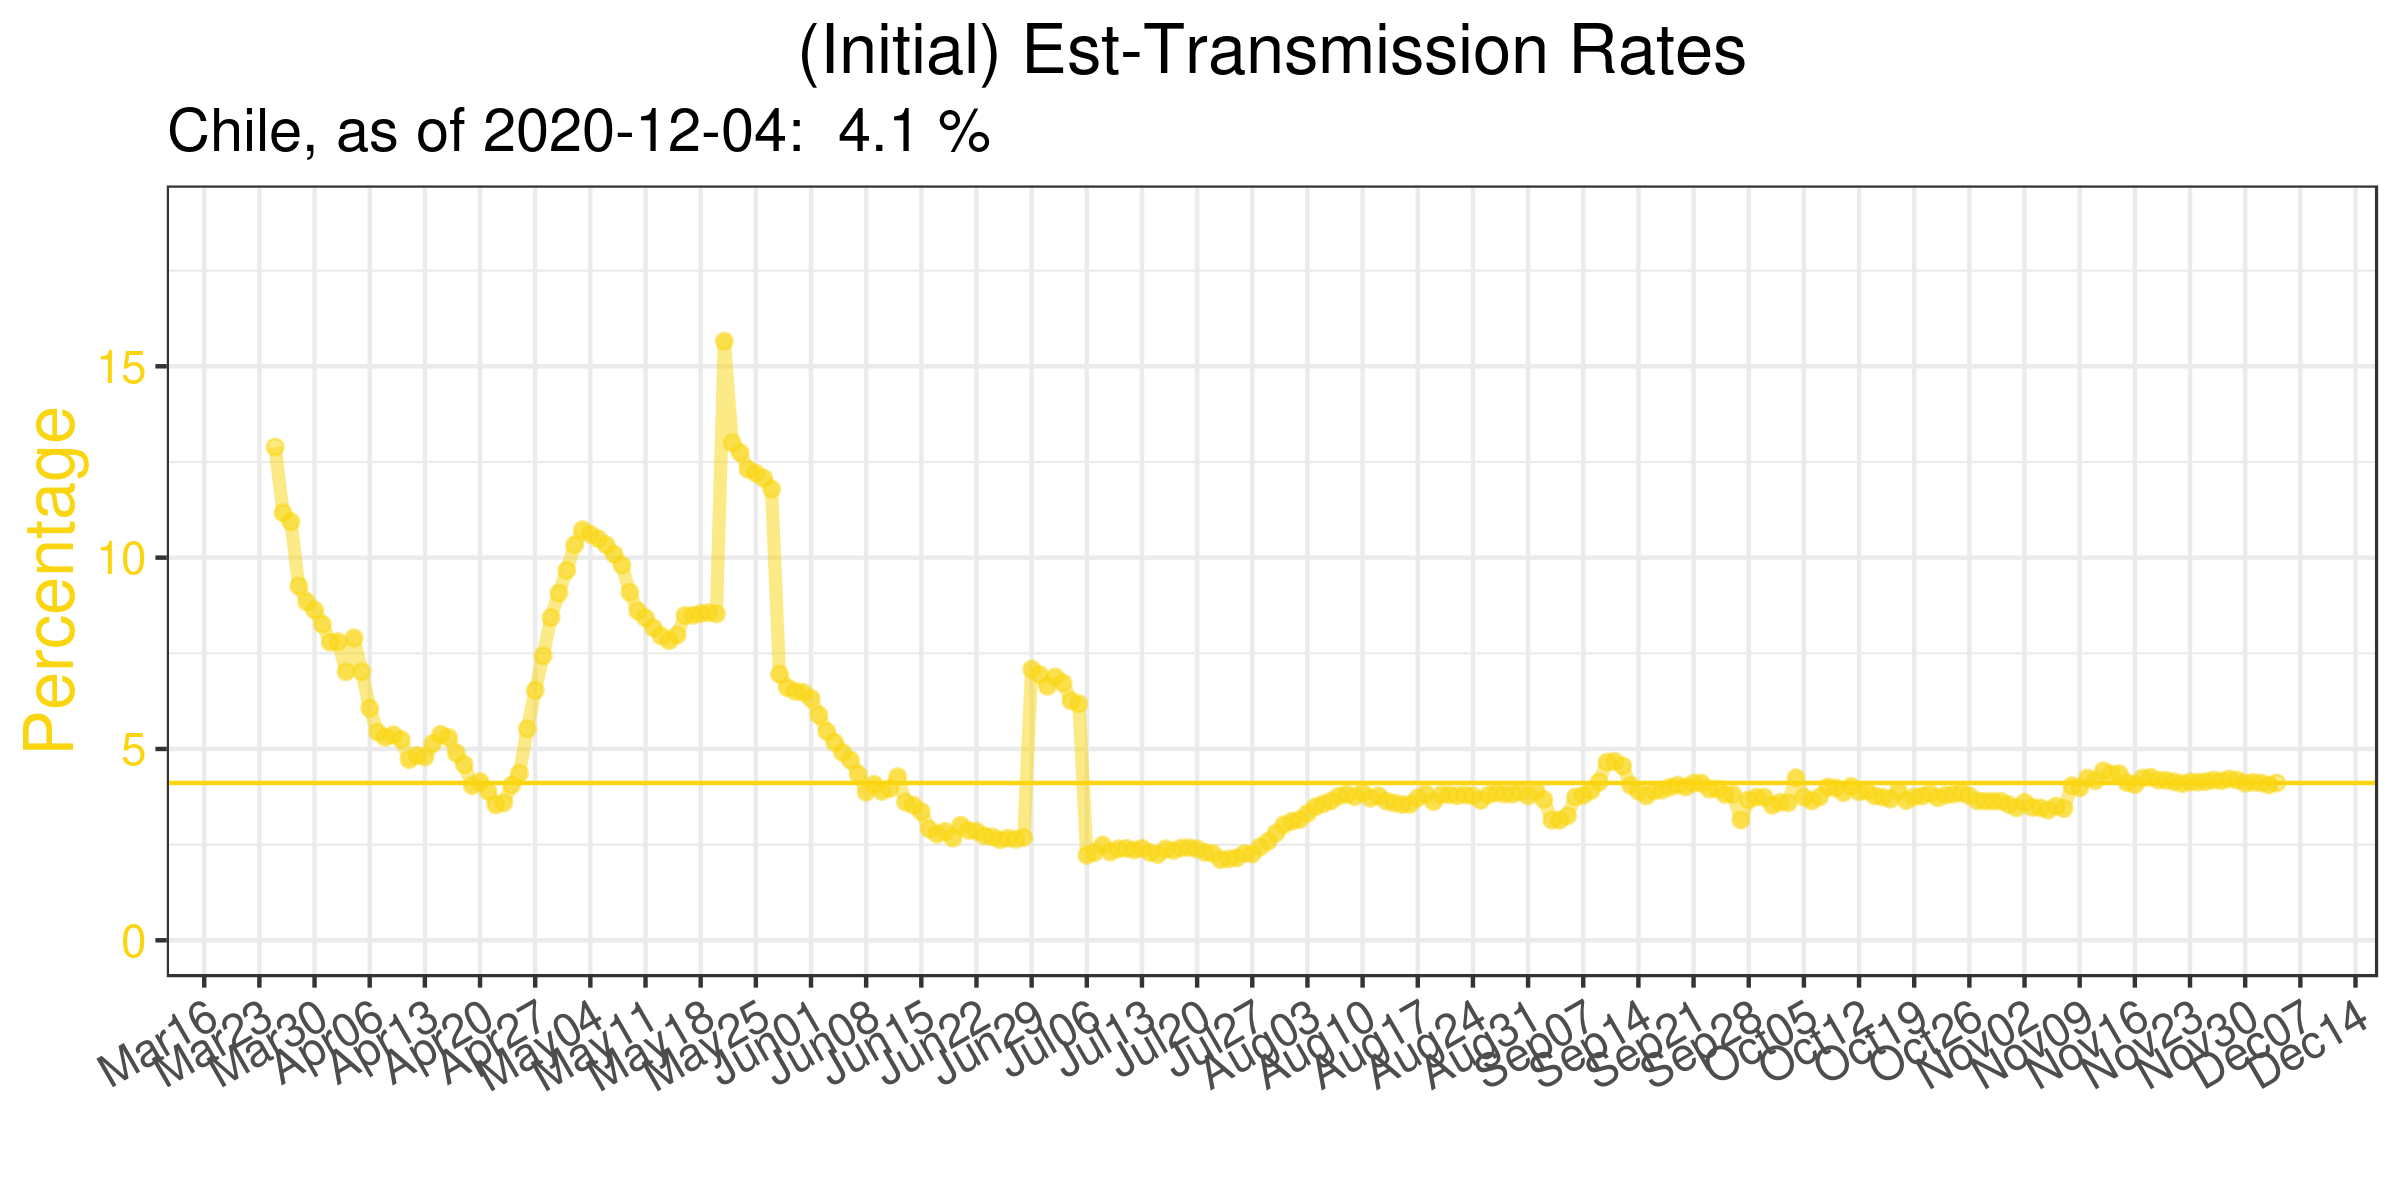 (Initial) Est-Transmission Rates
Chile, as of 2020-12-04:  4.1 %
Percentage
15
10
5
0
Mar16
Mar23
Mar30
Apr06
Apr13
Apr20
Apr27
May04
May11
May18
May25
Jun01
Jun08
Jun15
Jun22
Jun29
Jul06
Jul13
Jul20
Jul27
Aug03
Aug10
Aug17
Aug24
Aug31
Sep07
Sep14
Sep21
Sep28
Oct05
Oct12
Oct19
Oct26
Nov02
Nov09
Nov16
Nov23
Nov30
Dec07
Dec14